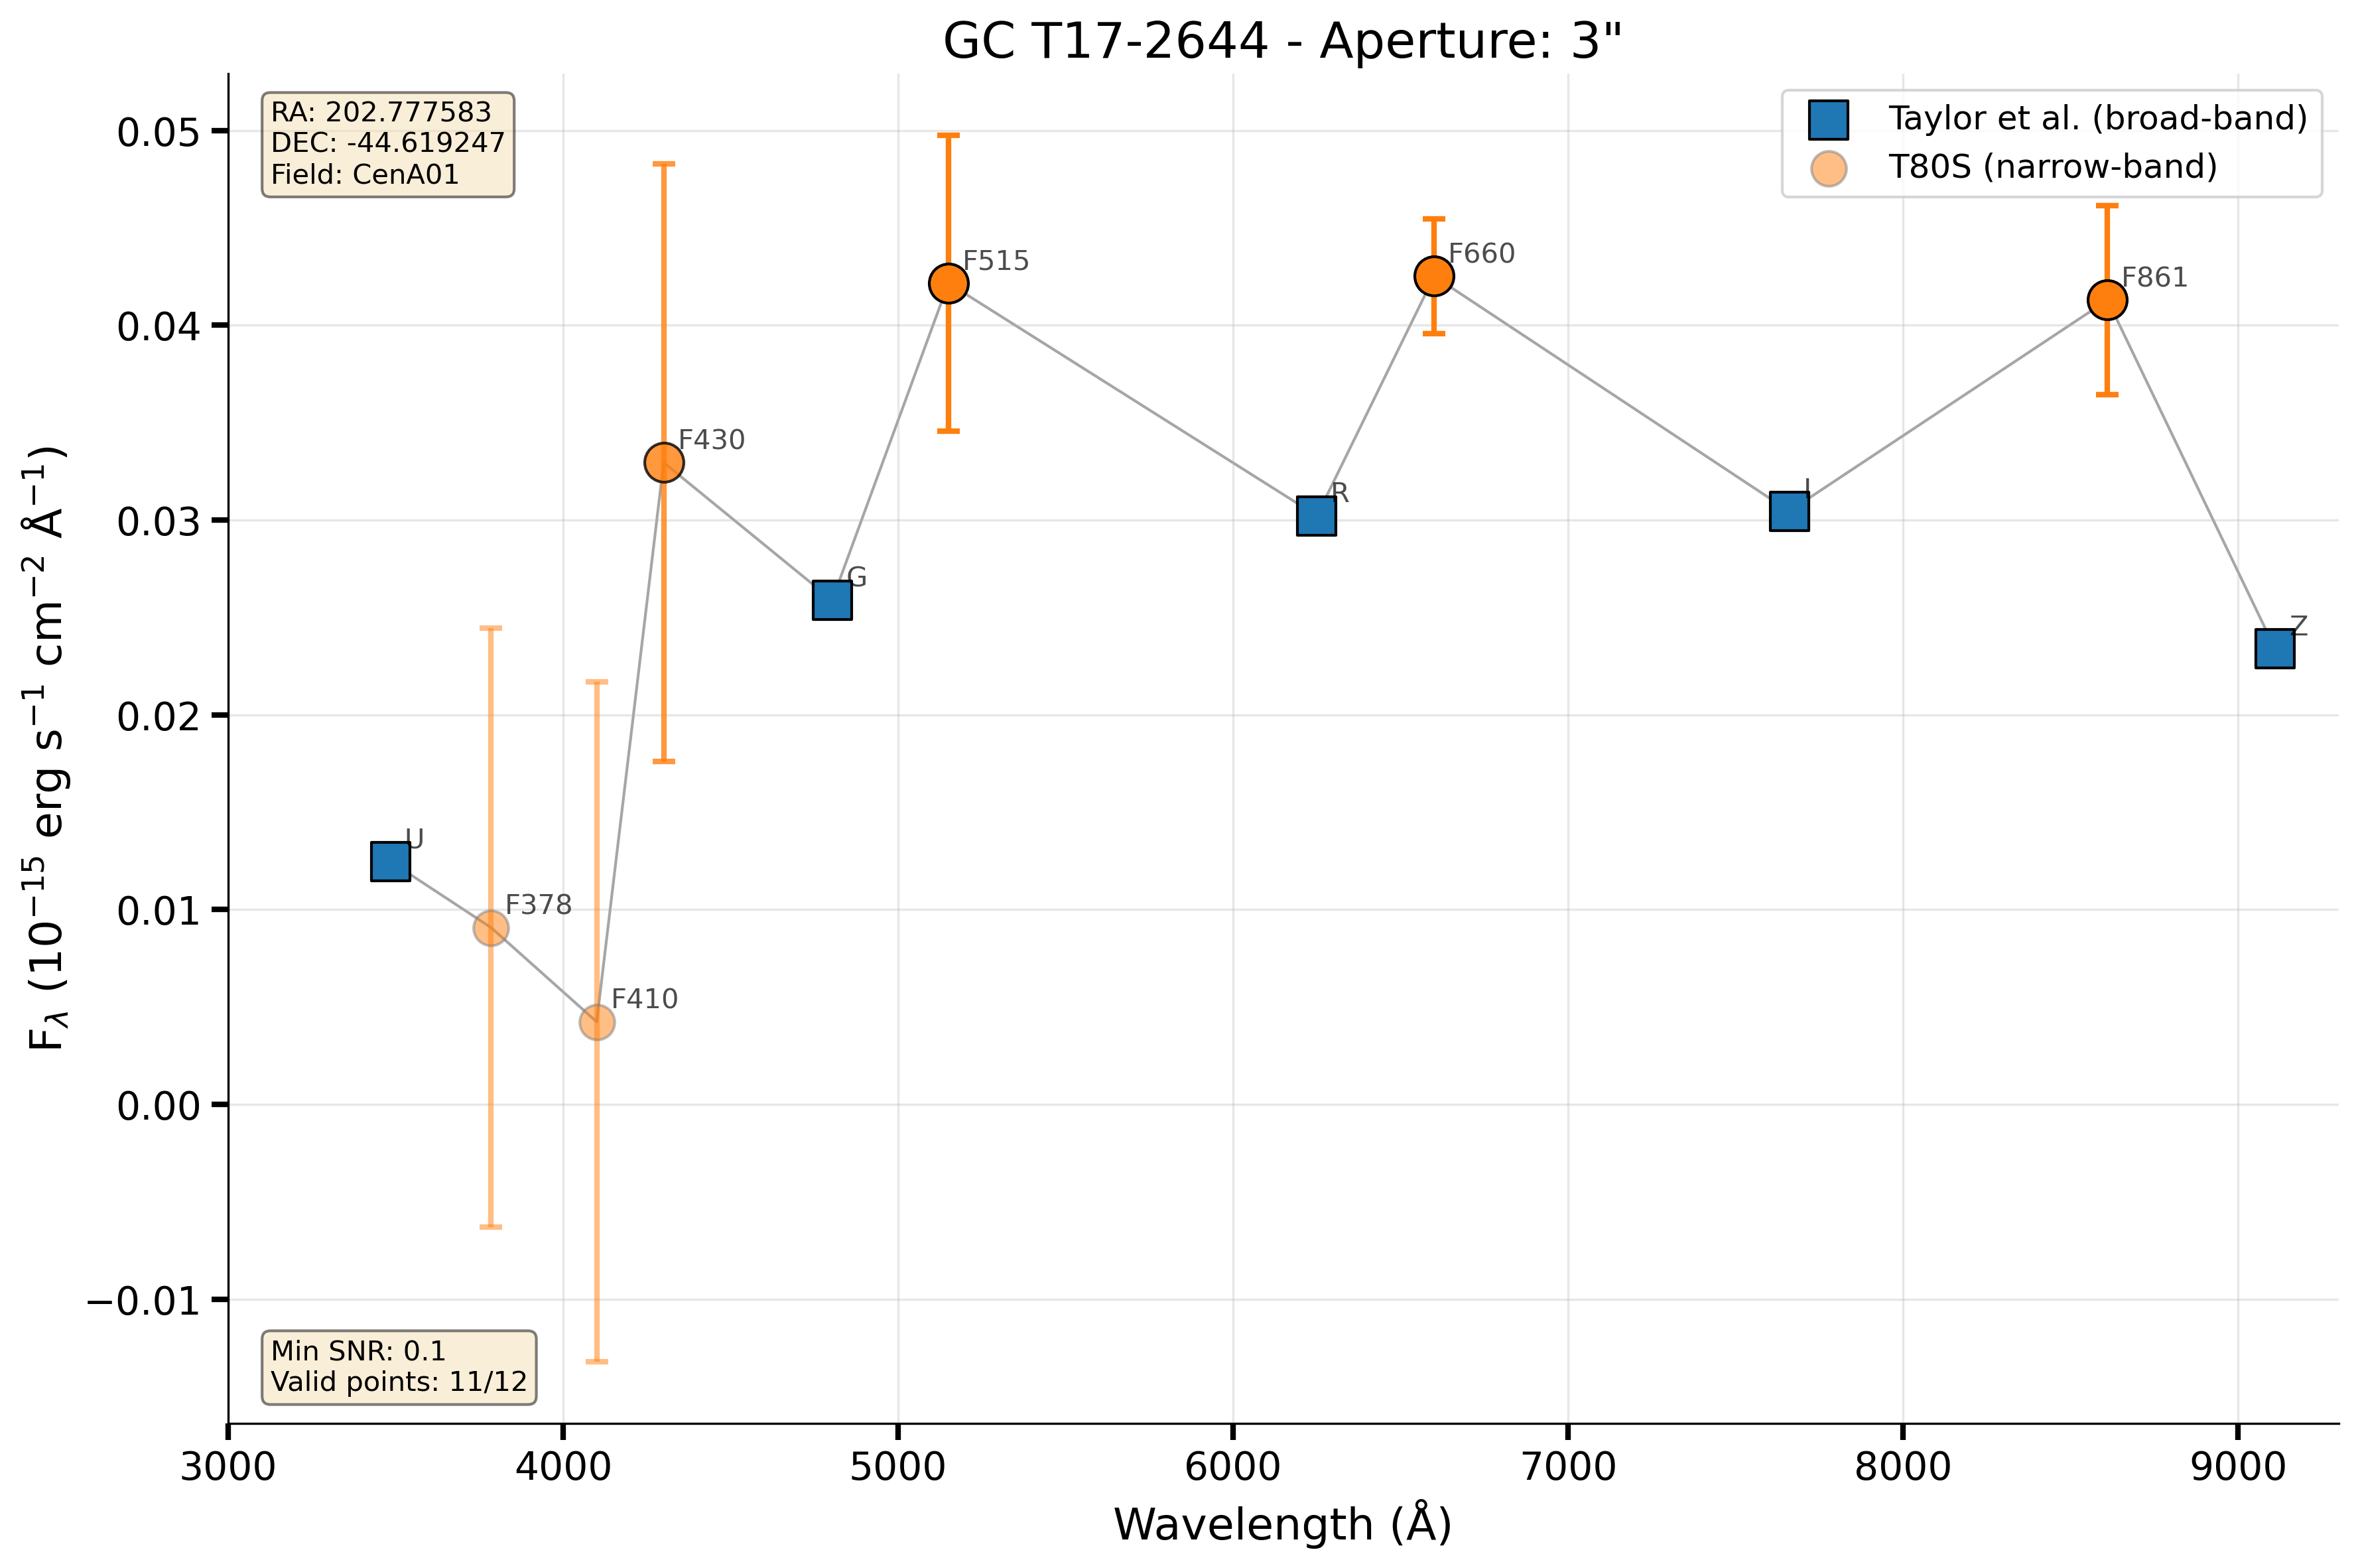 GC T17-2644 - Aperture: 3"
RA: 202.777583
DEC: -44.619247
Field: CenA01
Taylor et al. (broad-band)
T80S (narrow-band)
0.05
0.04
0.03
0.02
0.01
0.00
−0.01
F_λ (10⁻¹⁵ erg s⁻¹ cm⁻² Å⁻¹)
U
F378
F410
F430
G
F515
R
F660
I
F861
Z
Min SNR: 0.1
Valid points: 11/12
3000 4000 5000 6000 7000 8000 9000
Wavelength (Å)